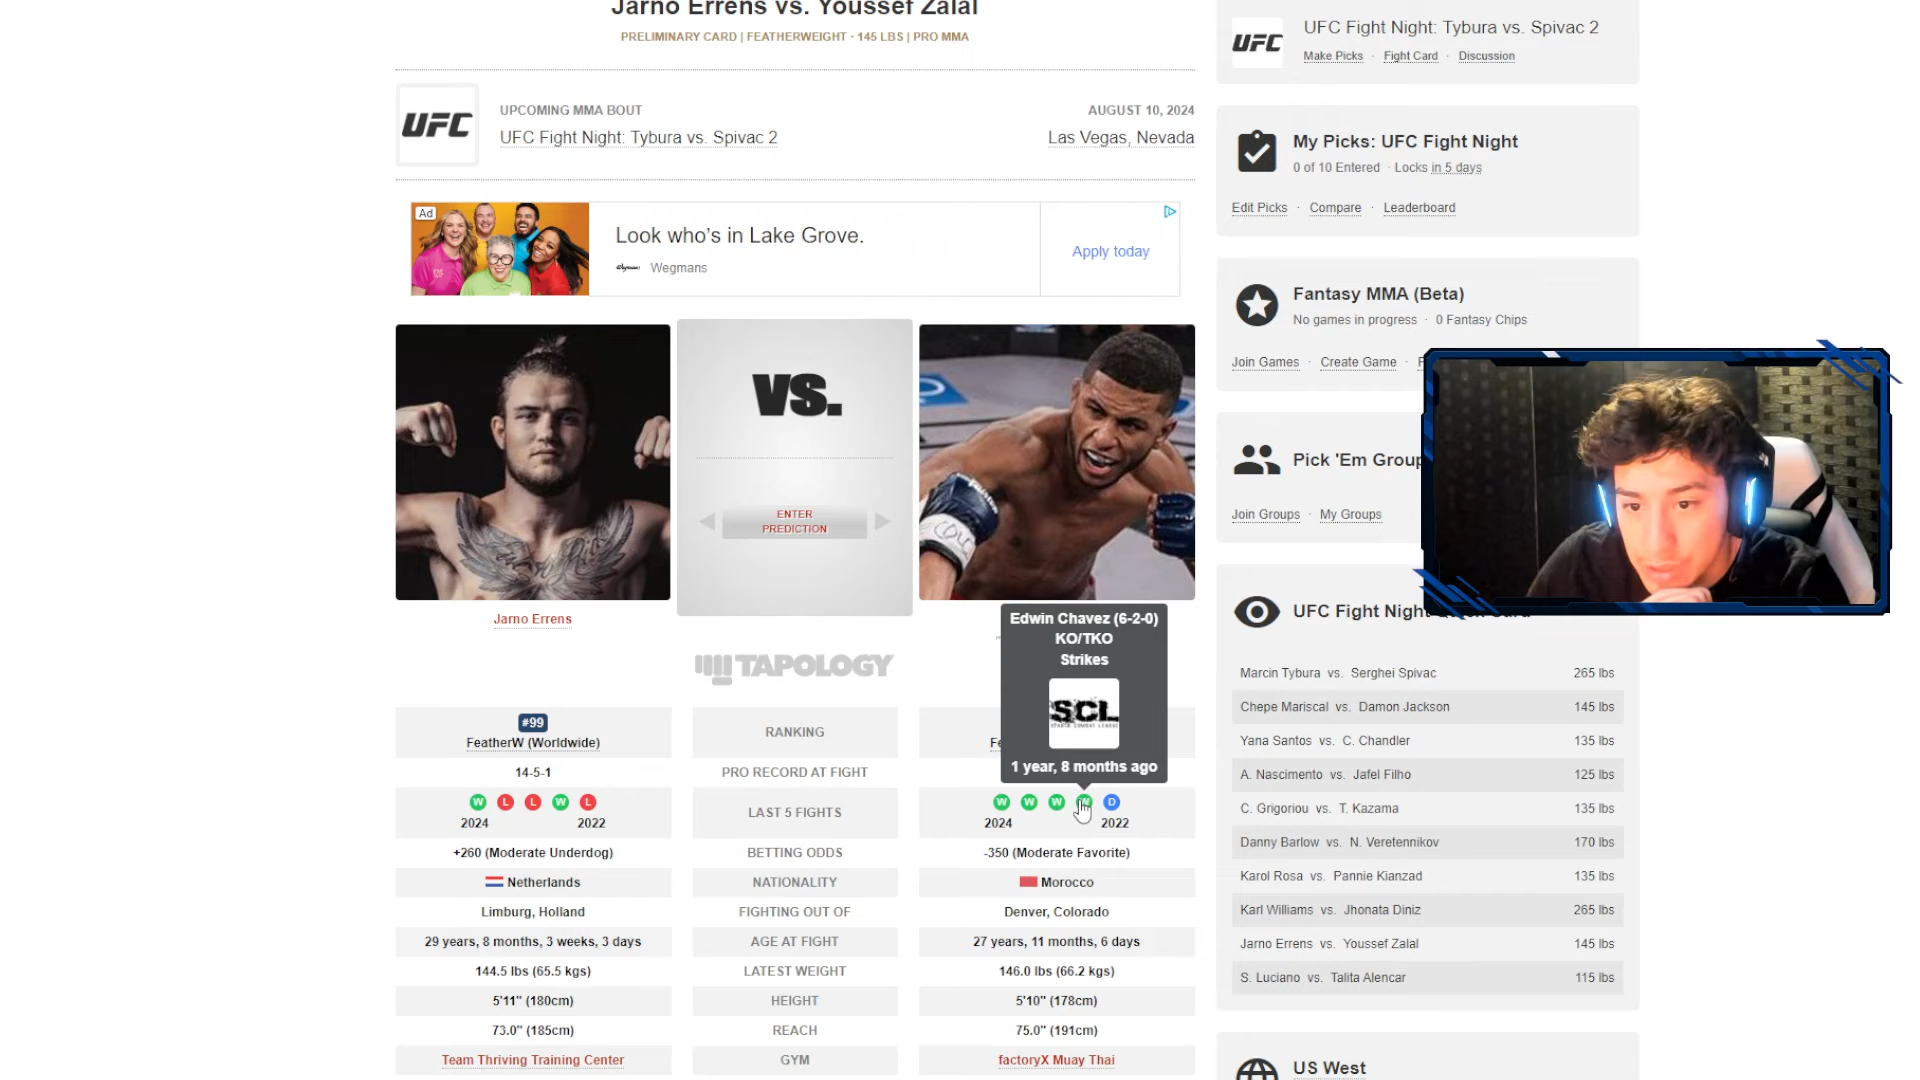 Jarno Errens vs. Youssef Zalal
PRELIMINARY CARD | FEATHERWEIGHT · 145 LBS | PRO MMA
UFC
UPCOMING MMA BOUT
AUGUST 10, 2024
UFC Fight Night: Tybura vs. Spivac 2
Las Vegas, Nevada
Ad
Look who's in Lake Grove.
Wegmans
Wegmans
Apply today
VS.
ENTER
PREDICTION
Jarno Errens
Edwin Chavez (6-2-0)
KO/TKO
Strikes
SCL
1 year, 8 months ago
TAPOLOGY
#99
FeatherW (Worldwide)
RANKING
Fe
14-5-1
PRO RECORD AT FIGHT
W L L W L
LAST 5 FIGHTS
W W W W D
2024 2022
2024 2022
+260 (Moderate Underdog)
BETTING ODDS
-350 (Moderate Favorite)
Netherlands
NATIONALITY
Morocco
Limburg, Holland
FIGHTING OUT OF
Denver, Colorado
29 years, 8 months, 3 weeks, 3 days
AGE AT FIGHT
27 years, 11 months, 6 days
144.5 lbs (65.5 kgs)
LATEST WEIGHT
146.0 lbs (66.2 kgs)
5'11" (180cm)
HEIGHT
5'10" (178cm)
73.0" (185cm)
REACH
75.0" (191cm)
Team Thriving Training Center
GYM
factoryX Muay Thai
UFC
UFC Fight Night: Tybura vs. Spivac 2
Make Picks · Fight Card · Discussion
My Picks: UFC Fight Night
0 of 10 Entered · Locks in 5 days
Edit Picks · Compare · Leaderboard
Fantasy MMA (Beta)
No games in progress · 0 Fantasy Chips
Join Games · Create Game ·
Pick 'Em Group
Join Groups · My Groups
UFC Fight Night
Marcin Tybura vs. Serghei Spivac 265 lbs
Chepe Mariscal vs. Damon Jackson 145 lbs
Yana Santos vs. C. Chandler 135 lbs
A. Nascimento vs. Jafel Filho 125 lbs
C. Grigoriou vs. T. Kazama 135 lbs
Danny Barlow vs. N. Veretennikov 170 lbs
Karol Rosa vs. Pannie Kianzad 135 lbs
Karl Williams vs. Jhonata Diniz 265 lbs
Jarno Errens vs. Youssef Zalal 145 lbs
S. Luciano vs. Talita Alencar 115 lbs
US West